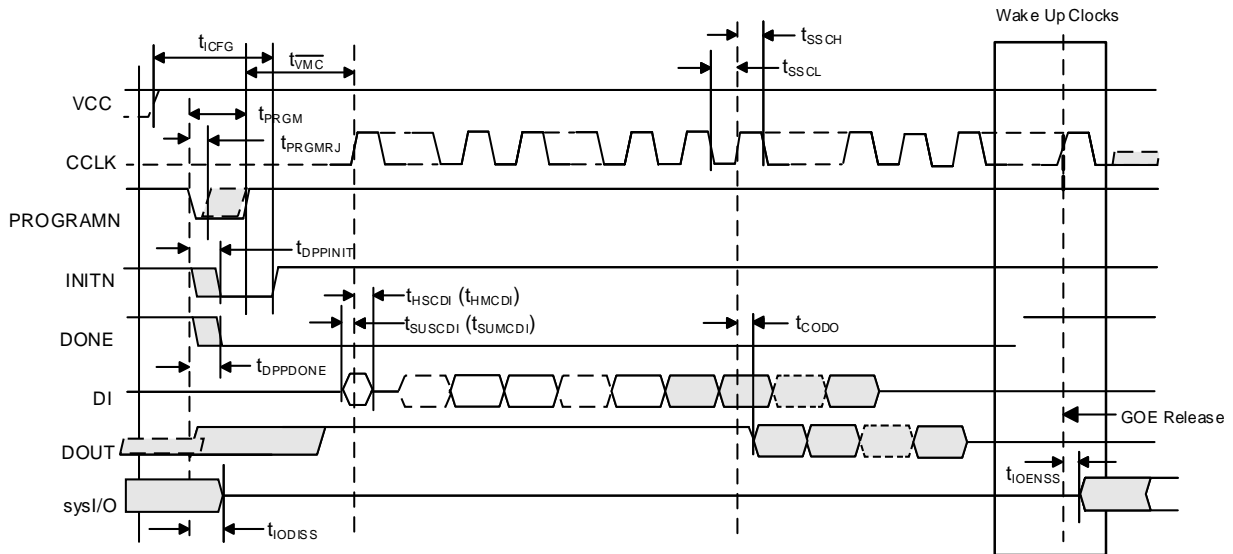 Wake Up Clocks
tICFG
tVMC
tSSCH
tSSCL
VCC
tPRGM
tPRGMRJ
CCLK
PROGRAMN
tDPPINIT
INITN
tHSCDI (tHMCDI)
tSUSCDI (tSUMCDI)
tCODO
DONE
tDPPDONE
DI
GOE Release
DOUT
tIOENSS
sysI/O
tIODISS